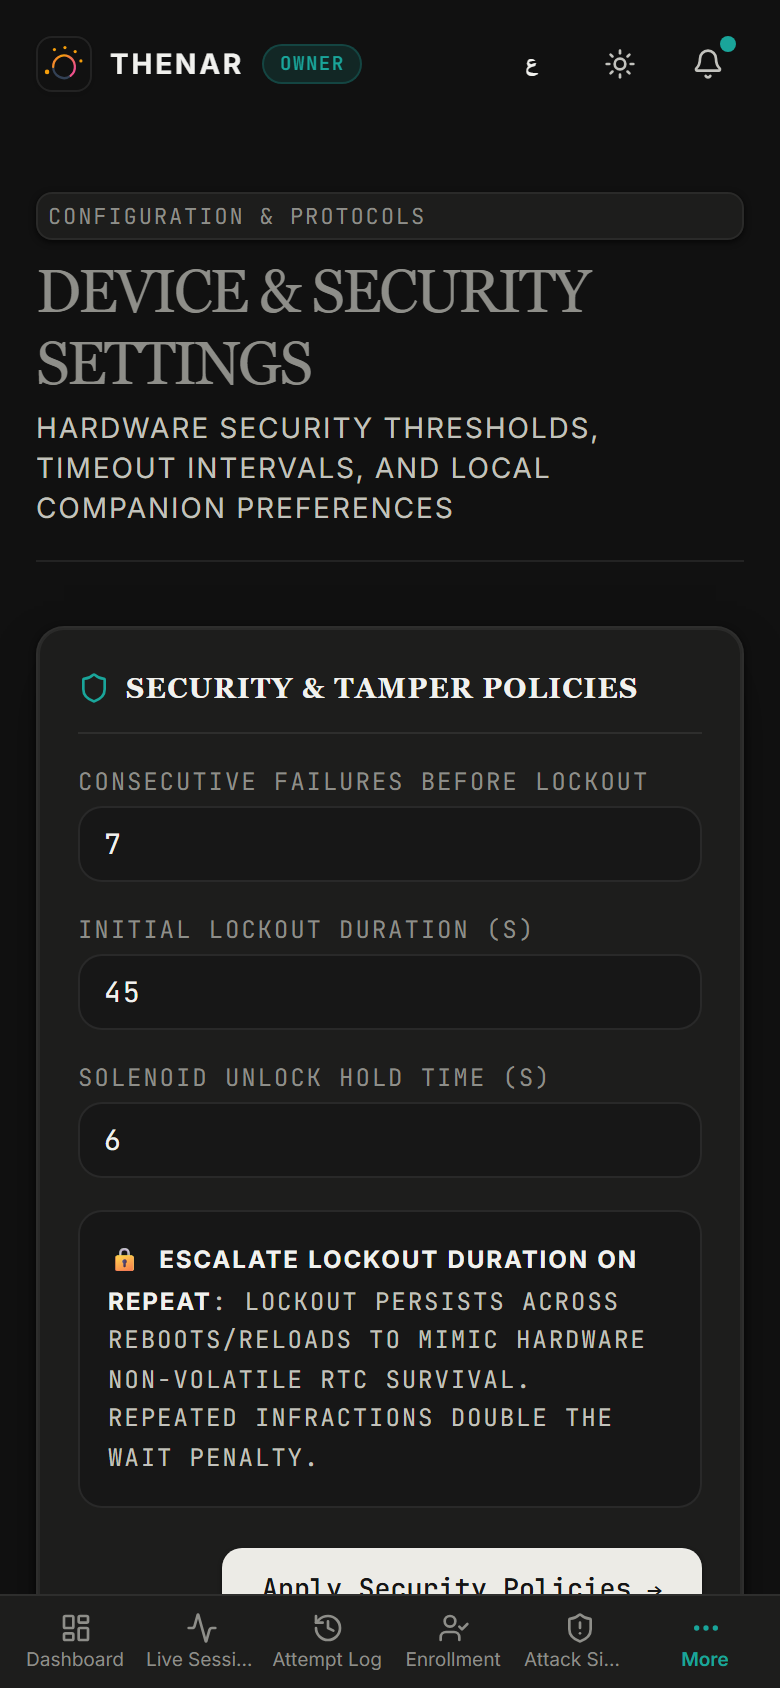 THENAR OWNER ع
CONFIGURATION & PROTOCOLS
DEVICE & SECURITY
SETTINGS
HARDWARE SECURITY THRESHOLDS,
TIMEOUT INTERVALS, AND LOCAL
COMPANION PREFERENCES
SECURITY & TAMPER POLICIES
CONSECUTIVE FAILURES BEFORE LOCKOUT
7
INITIAL LOCKOUT DURATION (S)
45
SOLENOID UNLOCK HOLD TIME (S)
6
🔒 ESCALATE LOCKOUT DURATION ON
REPEAT: LOCKOUT PERSISTS ACROSS
REBOOTS/RELOADS TO MIMIC HARDWARE
NON-VOLATILE RTC SURVIVAL.
REPEATED INFRACTIONS DOUBLE THE
WAIT PENALTY.
Apply Security Policies →
Dashboard Live Sessi... Attempt Log Enrollment Attack Si... More